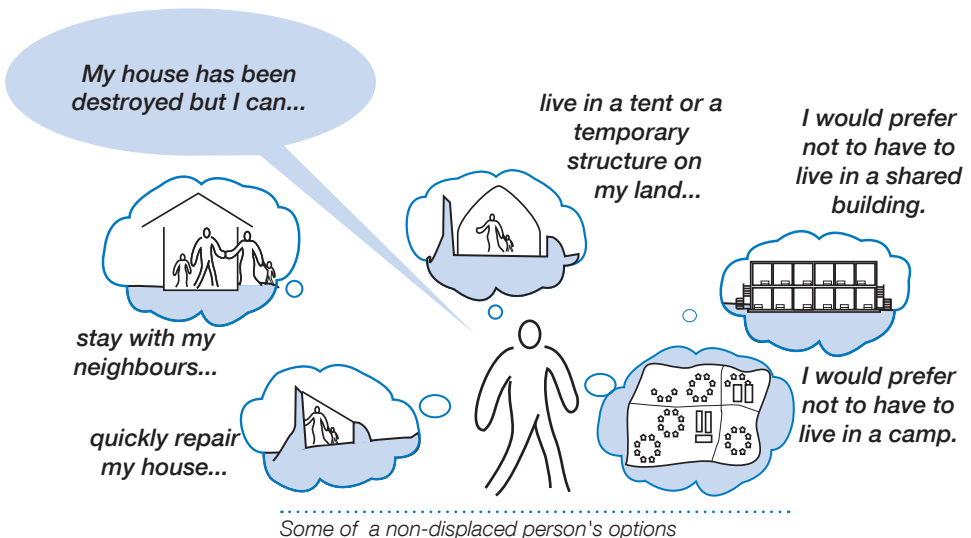 My house has been
destroyed but I can...
stay with my
neighbours...
quickly repair
my house...
live in a tent or a
temporary
structure on
my land...
I would prefer
not to have to
live in a shared
building.
I would prefer
not to have to
live in a camp.
Some of a non-displaced person's options